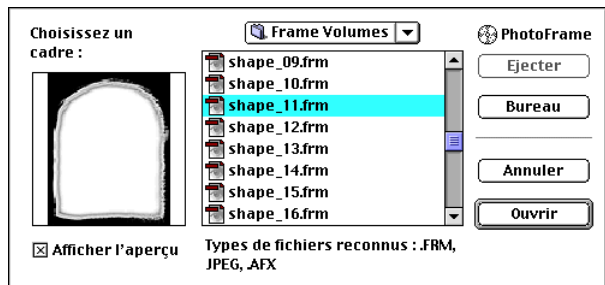 Choisissez un
cadre :
Frame Volumes
shape_09.frm
shape_10.frm
shape_11.frm
shape_12.frm
shape_13.frm
shape_14.frm
shape_15.frm
shape_16.frm
Afficher l'aperçu
Types de fichiers reconnus : .FRM,
JPEG, .AFX
PhotoFrame
Ejecter
Bureau
Annuler
Ouvrir